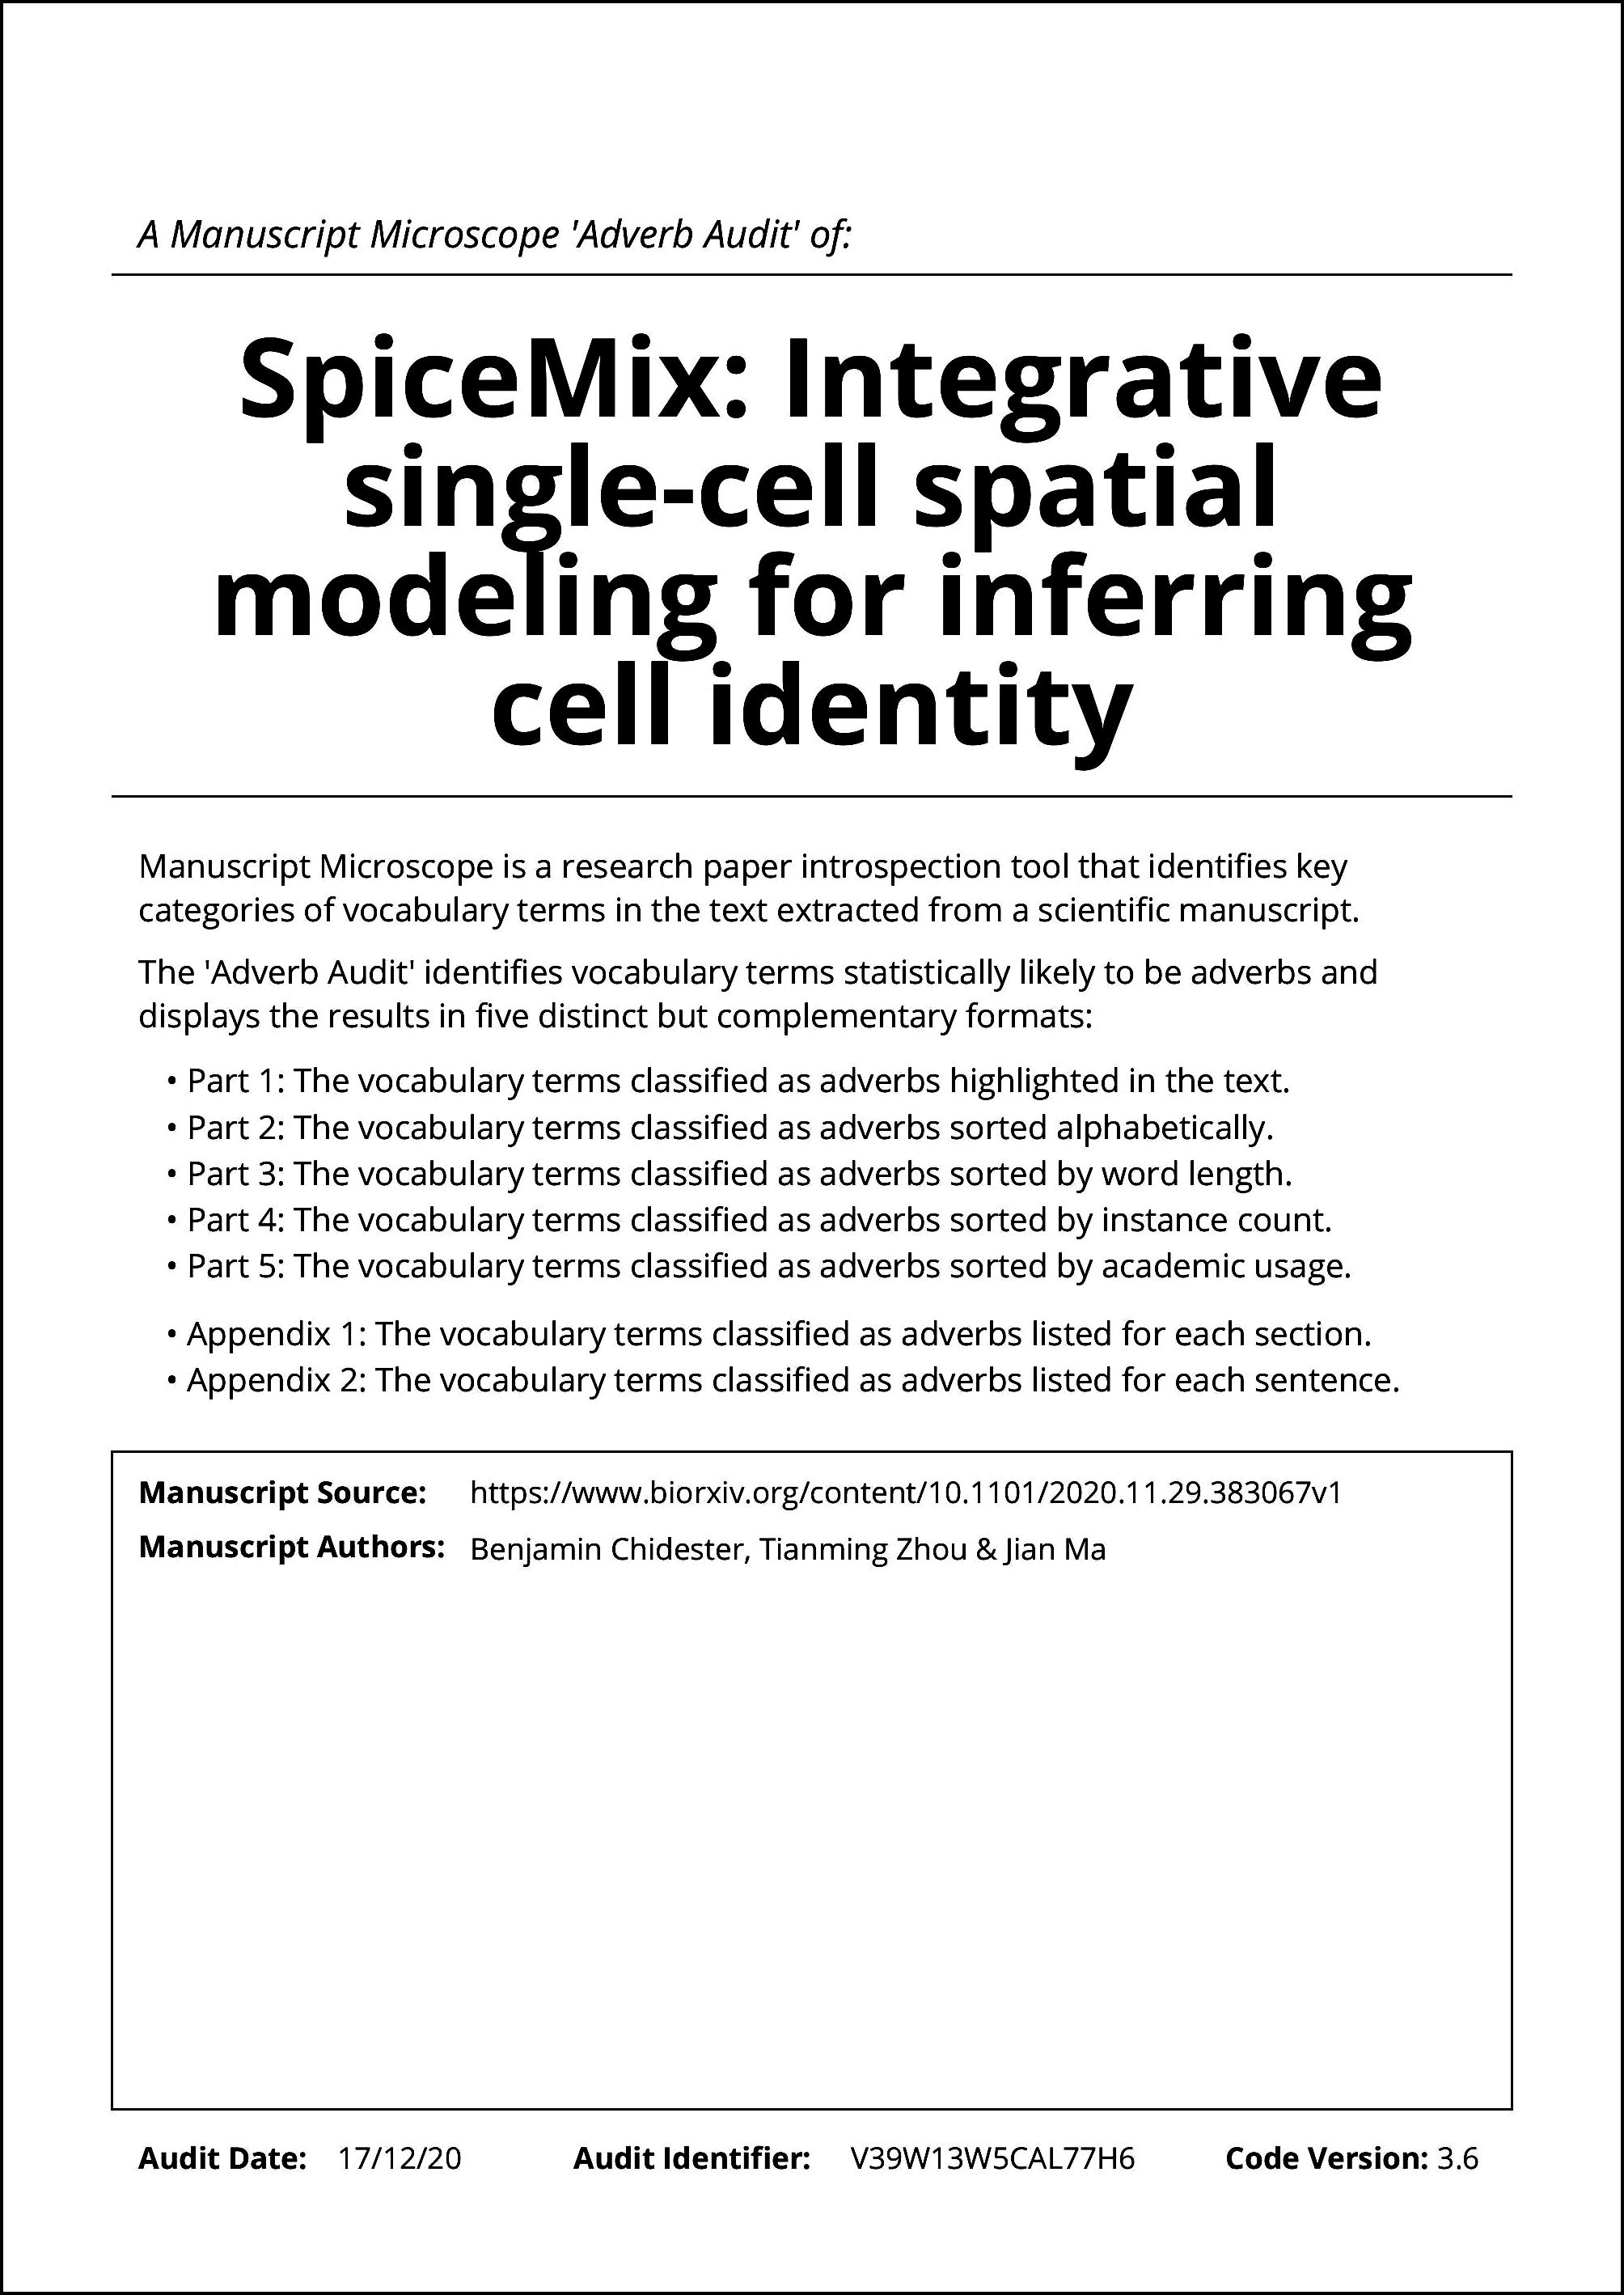 A Manuscript Microscope 'Adverb Audit' of:
SpiceMix: Integrative
single-cell spatial
modeling for inferring
cell identity
Manuscript Microscope is a research paper introspection tool that identifies key
categories of vocabulary terms in the text extracted from a scientific manuscript.
The 'Adverb Audit' identifies vocabulary terms statistically likely to be adverbs and
displays the results in five distinct but complementary formats:
• Part 1: The vocabulary terms classified as adverbs highlighted in the text.
• Part 2: The vocabulary terms classified as adverbs sorted alphabetically.
• Part 3: The vocabulary terms classified as adverbs sorted by word length.
• Part 4: The vocabulary terms classified as adverbs sorted by instance count.
• Part 5: The vocabulary terms classified as adverbs sorted by academic usage.
• Appendix 1: The vocabulary terms classified as adverbs listed for each section.
• Appendix 2: The vocabulary terms classified as adverbs listed for each sentence.
Manuscript Source: https://www.biorxiv.org/content/10.1101/2020.11.29.383067v1
Manuscript Authors: Benjamin Chidester, Tianming Zhou & Jian Ma
Audit Date: 17/12/20 Audit Identifier: V39W13W5CAL77H6 Code Version: 3.6